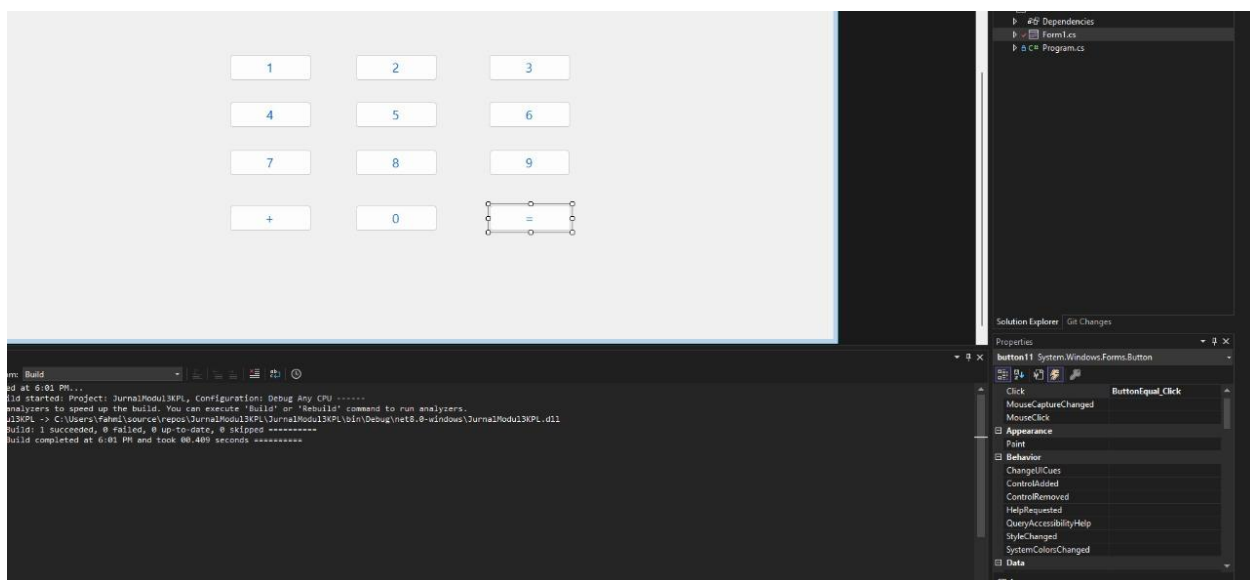 Dependencies
Form1.cs
C# Program.cs
1 2 3
4 5 6
7 8 9
+ 0 =
Solution Explorer Git Changes
Properties
button11 System.Windows.Forms.Button
Click ButtonEqual_Click
MouseCaptureChanged
MouseClick
Appearance
Paint
Behavior
ChangeUICues
ControlAdded
ControlRemoved
HelpRequested
QueryAccessibilityHelp
StyleChanged
SystemColorsChanged
Data
Build
ed at 6:01 PM...
ild started: Project: JurnalModul3KPL, Configuration: Debug Any CPU ------
analyzers to speed up the build. You can execute 'Build' or 'Rebuild' command to run analyzers.
ul3KPL -> C:\Users\fahmi\source\repos\JurnalModul3KPL\JurnalModul3KPL\bin\Debug\net8.0-windows\JurnalModul3KPL.dll
Build: 1 succeeded, 0 failed, 0 up-to-date, 0 skipped ==========
Build completed at 6:01 PM and took 00.409 seconds ==========